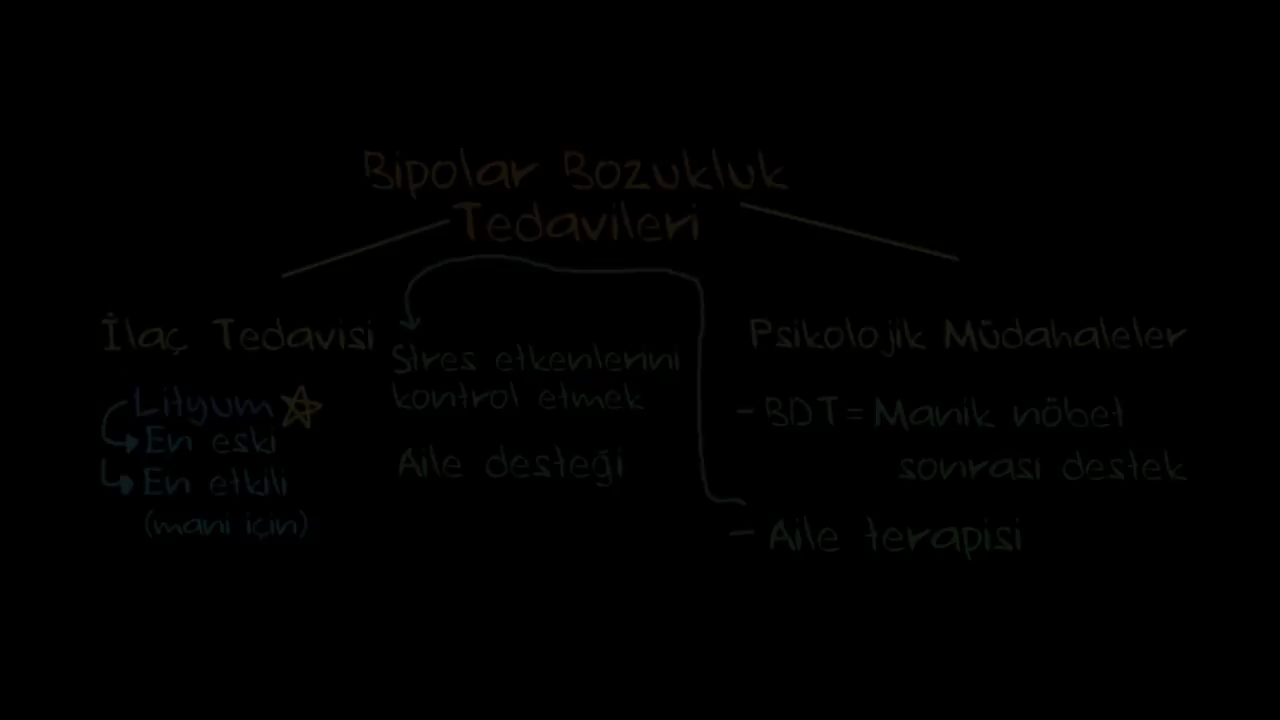 Bipolar Bozukluk
Tedavileri
İlaç Tedavisi
Lityum
En eski
En etkili
(mani için)
Stres etkenlerini
kontrol etmek
Aile desteği
Psikolojik Müdahaleler
- BDT = Manik nöbet
sonrası destek
- Aile terapisi